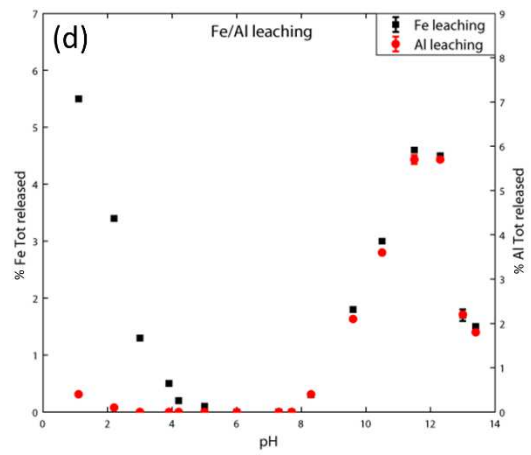 (d)
Fe/Al leaching
Fe leaching
Al leaching
7
6
5
4
3
2
1
0
% Fe Tot released
9
8
7
6
5
4
3
2
1
0
% Al Tot released
0 2 4 6 8 10 12 14
pH